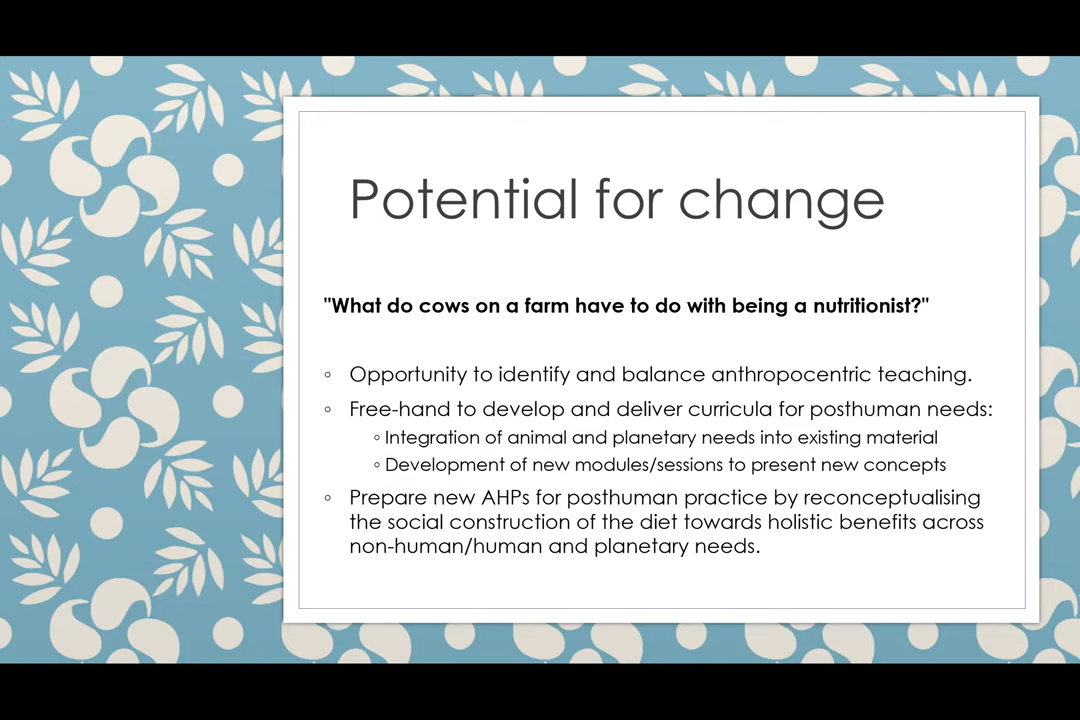 Potential for change
"What do cows on a farm have to do with being a nutritionist?"
◦ Opportunity to identify and balance anthropocentric teaching.
◦ Free-hand to develop and deliver curricula for posthuman needs:
◦ Integration of animal and planetary needs into existing material
◦ Development of new modules/sessions to present new concepts
◦ Prepare new AHPs for posthuman practice by reconceptualising
the social construction of the diet towards holistic benefits across
non-human/human and planetary needs.